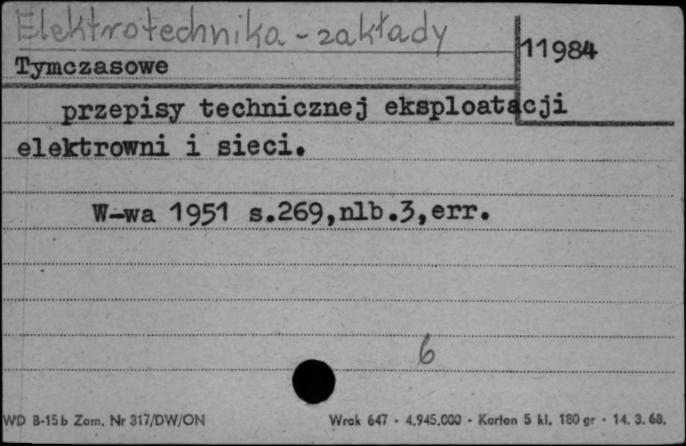 Elektrotechnika - zakłady
11984
Tymczasowe
przepisy technicznej eksploatacji
elektrowni i sieci.
W-wa 1951 s.269,nlb.3,err.
6
WD B-15b Zam. Nr 317/DW/ON
Wrak 647 - 4.945.000 - Karton 5 kl. 180 gr - 14. 3. 68.